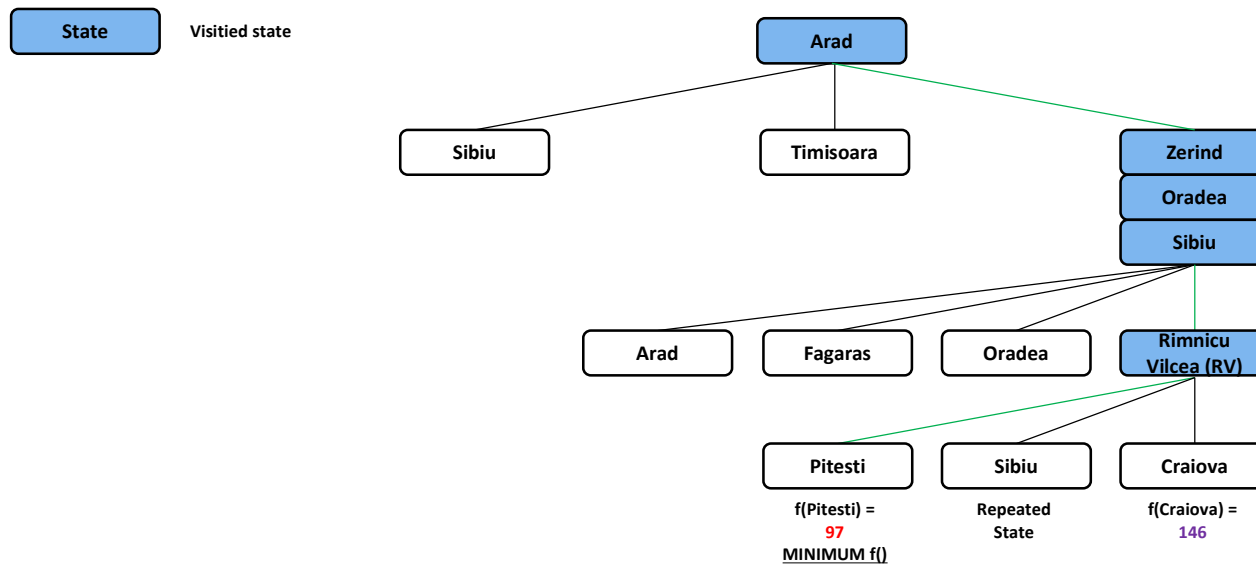 State
Visitied state
Arad
Sibiu
Timisoara
Zerind
Oradea
Sibiu
Arad
Fagaras
Oradea
Rimnicu
Vilcea (RV)
Pitesti
Sibiu
Craiova
f(Pitesti) =
97
MINIMUM f()
Repeated
State
f(Craiova) =
146